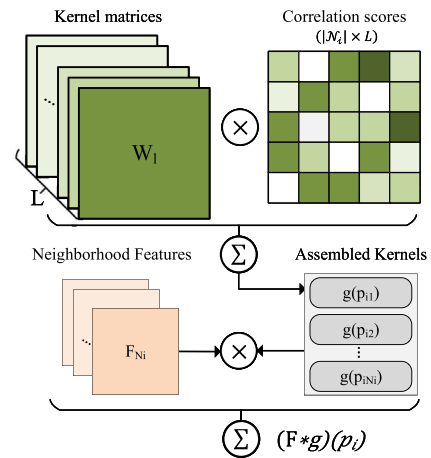 Kernel matrices
Correlation scores
(|𝒩ᵢ| × L)
W₁
×
L
Σ
Neighborhood Features
Assembled Kernels
g(pᵢ₁)
g(pᵢ₂)
g(pᵢNᵢ)
F_Ni
×
Σ (F*g)(pᵢ)